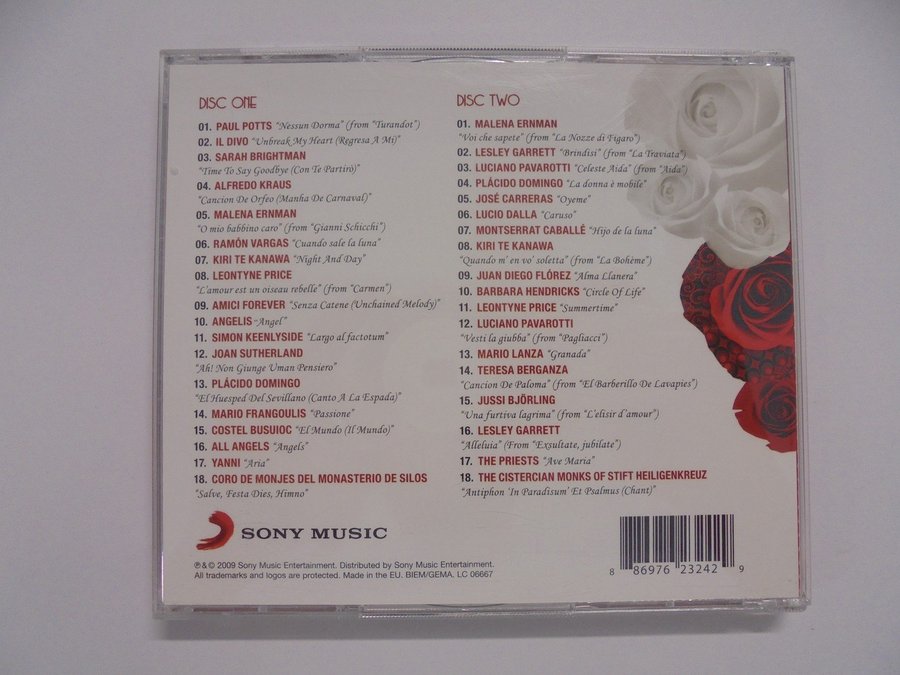 DISC ONE
01. PAUL POTTS "Nessun Dorma" (from "Turandot")
02. IL DIVO "Unbreak My Heart (Regresa A Mi)"
03. SARAH BRIGHTMAN
"Time To Say Goodbye (Con Te Partirò)"
04. ALFREDO KRAUS
"Cancion De Orfeo (Manha De Carnaval)"
05. MALENA ERNMAN
"O mio babbino caro" (from "Gianni Schicchi")
06. RAMÓN VARGAS "Cuando sale la luna"
07. KIRI TE KANAWA "Night And Day"
08. LEONTYNE PRICE
"L'amour est un oiseau rebelle" (from "Carmen")
09. AMICI FOREVER "Senza Catene (Unchained Melody)"
10. ANGELIS "Angel"
11. SIMON KEENLYSIDE "Largo al factotum"
12. JOAN SUTHERLAND
"Ah! Non Giunge Uman Pensiero"
13. PLÁCIDO DOMINGO
"El Huesped Del Sevillano (Canto A La Espada)"
14. MARIO FRANGOULIS "Passione"
15. COSTEL BUSUIOC "El Mundo (Il Mundo)"
16. ALL ANGELS "Angels"
17. YANNI "Aria"
18. CORO DE MONJES DEL MONASTERIO DE SILOS
"Salve, Festa Dies, Himno"
DISC TWO
01. MALENA ERNMAN
"Voi che sapete" (from "La Nozze di Figaro")
02. LESLEY GARRETT "Brindisi" (from "La Traviata")
03. LUCIANO PAVAROTTI "Celeste Aida" (from "Aida")
04. PLÁCIDO DOMINGO "La donna è mobile"
05. JOSÉ CARRERAS "Oyeme"
06. LUCIO DALLA "Caruso"
07. MONTSERRAT CABALLÉ "Hijo de la luna"
08. KIRI TE KANAWA
"Quando m' en vo' soletta" (from "La Bohème")
09. JUAN DIEGO FLÓREZ "Alma Llanera"
10. BARBARA HENDRICKS "Circle Of Life"
11. LEONTYNE PRICE "Summertime"
12. LUCIANO PAVAROTTI
"Vesti la giubba" (from "Pagliacci")
13. MARIO LANZA "Granada"
14. TERESA BERGANZA
"Cancion De Paloma" (from "El Barberillo De Lavapies")
15. JUSSI BJÖRLING
"Una furtiva lagrima" (from "L'elisir d'amour")
16. LESLEY GARRETT
"Alleluia" (From "Exsultate, jubilate")
17. THE PRIESTS "Ave Maria"
18. THE CISTERCIAN MONKS OF STIFT HEILIGENKREUZ
"Antiphon 'In Paradisum' Et Psalmus (Chant)"
SONY MUSIC
℗ & © 2009 Sony Music Entertainment. Distributed by Sony Music Entertainment.
All trademarks and logos are protected. Made in the EU. BIEM/GEMA. LC 06667
8 86976 23242 9